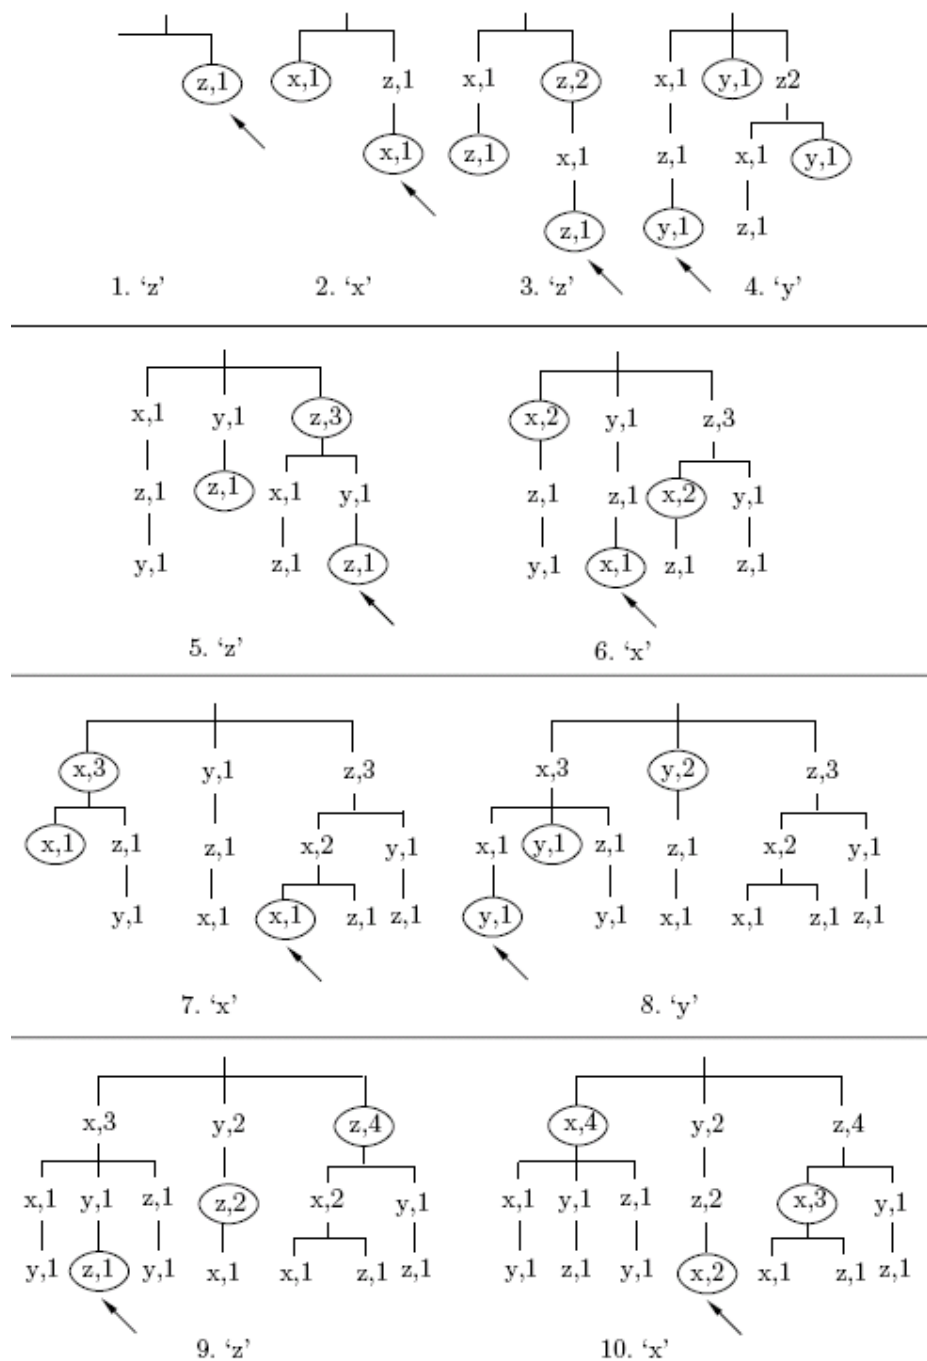 z,1 x,1 z,1 x,1 z,2 x,1 y,1 z2
x,1 z,1 x,1 z,1 x,1 y,1
z,1 y,1 z,1
1. ‘z’ 2. ‘x’ 3. ‘z’ 4. ‘y’
x,1 y,1 z,3 x,2 y,1 z,3
z,1 z,1 x,1 y,1 z,1 z,1 x,2 y,1
y,1 z,1 z,1 y,1 x,1 z,1 z,1
5. ‘z’ 6. ‘x’
x,3 y,1 z,3 x,3 y,2 z,3
x,1 z,1 z,1 x,2 y,1 x,1 y,1 z,1 z,1 x,2 y,1
y,1 x,1 x,1 z,1 z,1 y,1 y,1 x,1 x,1 z,1 z,1
7. ‘x’ 8. ‘y’
x,3 y,2 z,4 x,4 y,2 z,4
x,1 y,1 z,1 z,2 x,2 y,1 x,1 y,1 z,1 z,2 x,3 y,1
y,1 z,1 y,1 x,1 x,1 z,1 z,1 y,1 z,1 y,1 x,2 x,1 z,1 z,1
9. ‘z’ 10. ‘x’